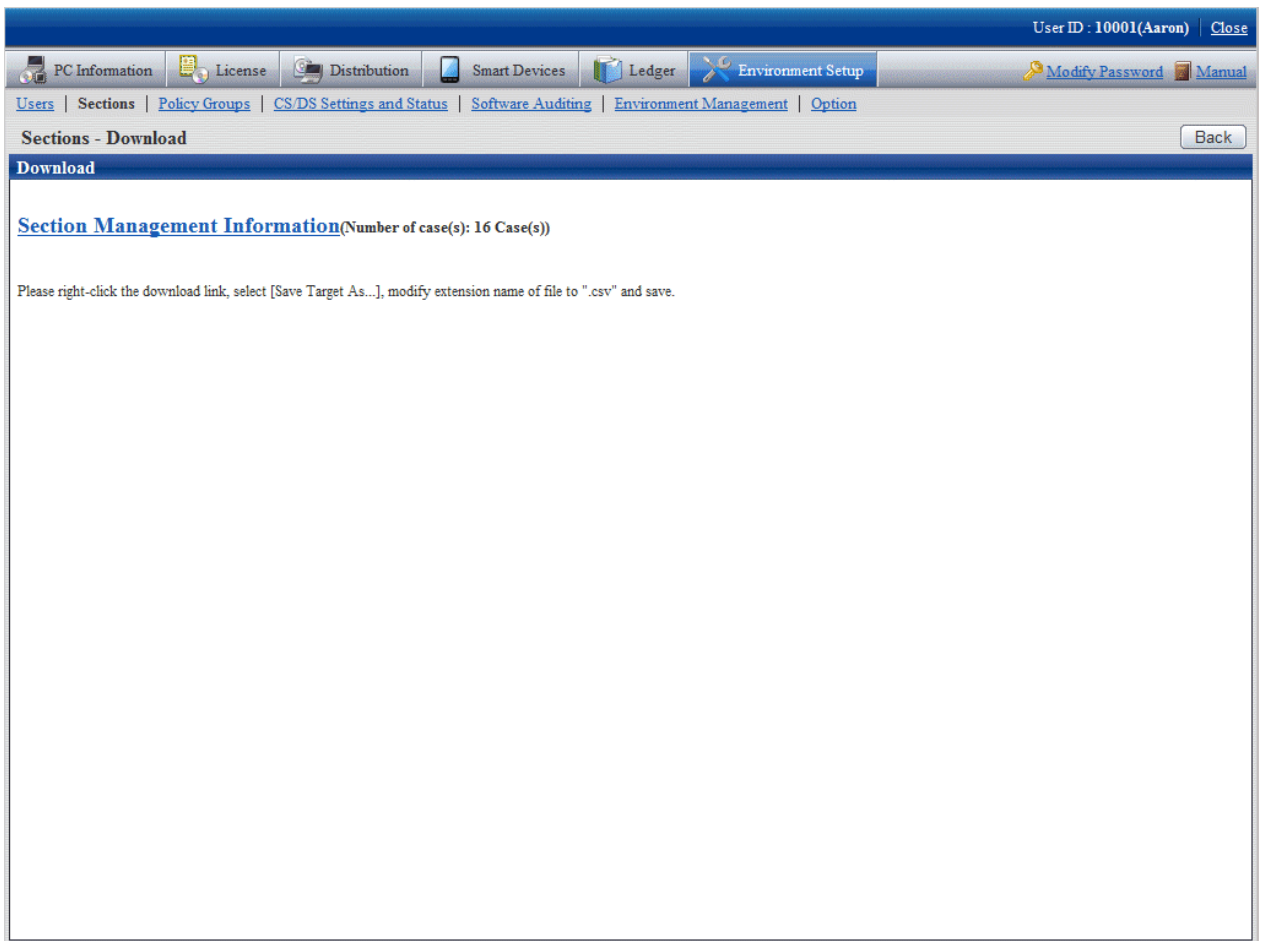 User ID : 10001(Aaron) | Close
PC Information License Distribution Smart Devices Ledger Environment Setup Modify Password Manual
Users | Sections | Policy Groups | CS/DS Settings and Status | Software Auditing | Environment Management | Option
Sections - Download Back
Download
Section Management Information(Number of case(s): 16 Case(s))
Please right-click the download link, select [Save Target As...], modify extension name of file to ".csv" and save.